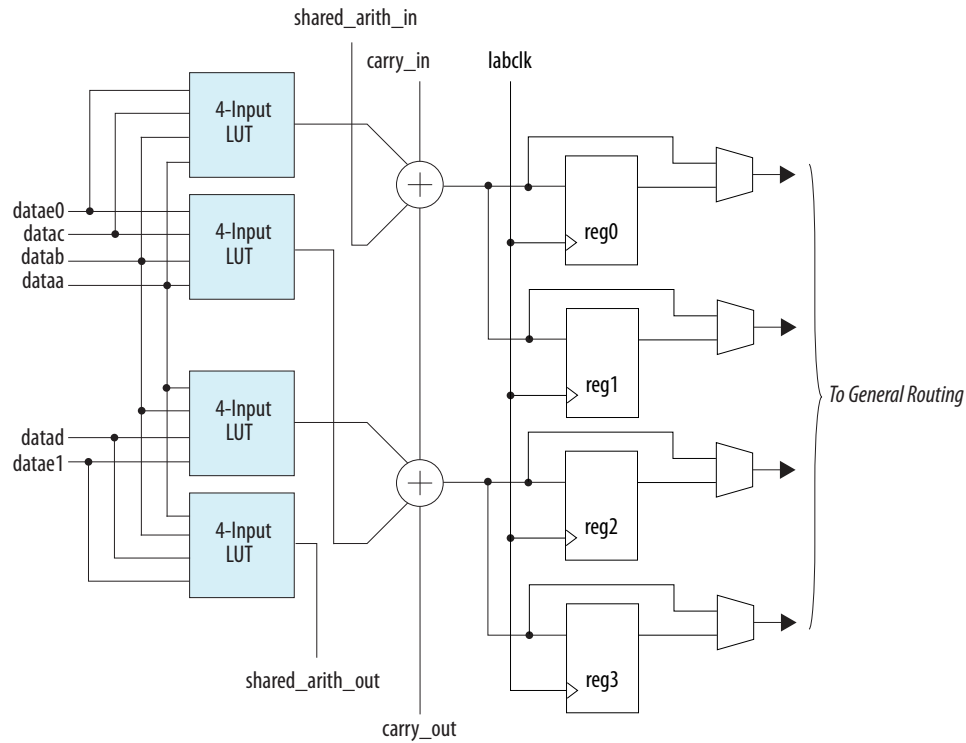 shared_arith_in
carry_in
labclk
4-Input
LUT
4-Input
LUT
datae0
datac
datab
dataa
reg0
reg1
To General Routing
4-Input
LUT
datad
datae1
4-Input
LUT
reg2
reg3
shared_arith_out
carry_out